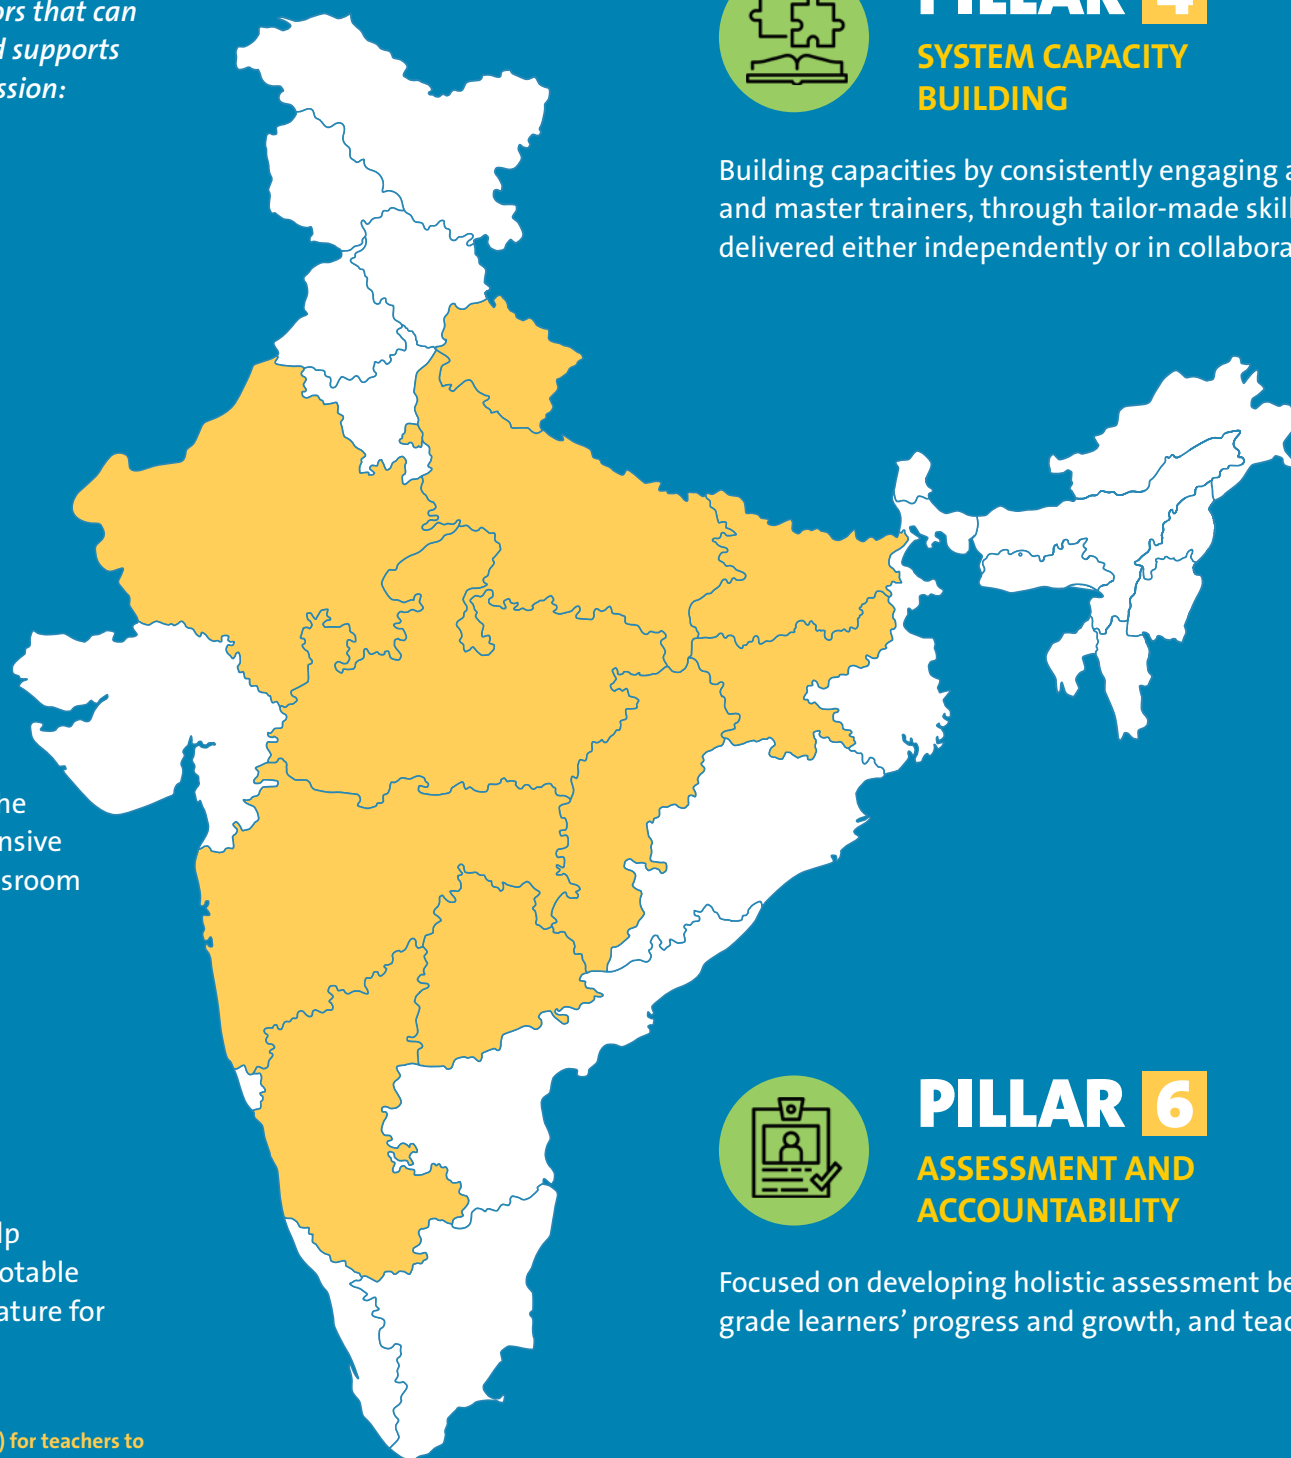 ors that can
d supports
ssion:
PILLAR 4
SYSTEM CAPACITY
BUILDING
Building capacities by consistently engaging a
and master trainers, through tailor-made skill
delivered either independently or in collabora
he
nsive
sroom
lp
otable
ature for
) for teachers to
PILLAR 6
ASSESSMENT AND
ACCOUNTABILITY
Focused on developing holistic assessment be
grade learners' progress and growth, and teac